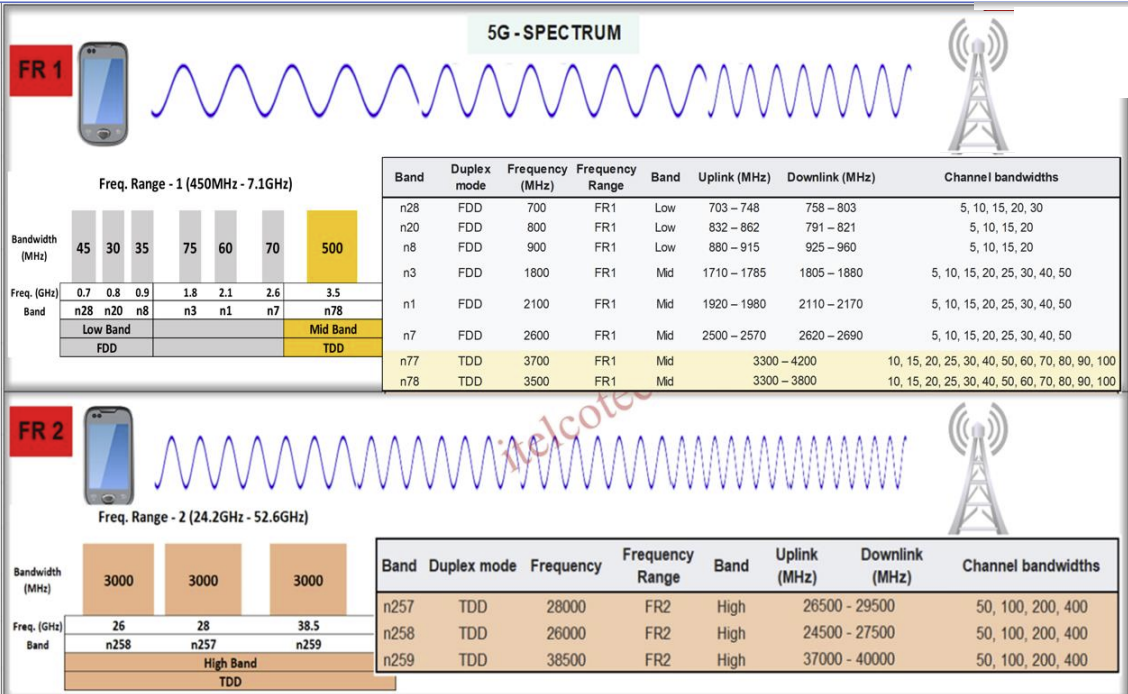 5G - SPECTRUM
FR 1
Freq. Range - 1 (450MHz - 7.1GHz)
Bandwidth (MHz) 45 30 35 75 60 70 500
Freq. (GHz) 0.7 0.8 0.9 1.8 2.1 2.6 3.5
Band n28 n20 n8 n3 n1 n7 n78
Low Band Mid Band
FDD TDD
Band Duplex mode Frequency (MHz) Frequency Range Band Uplink (MHz) Downlink (MHz) Channel bandwidths
n28 FDD 700 FR1 Low 703 – 748 758 – 803 5, 10, 15, 20, 30
n20 FDD 800 FR1 Low 832 – 862 791 – 821 5, 10, 15, 20
n8 FDD 900 FR1 Low 880 – 915 925 – 960 5, 10, 15, 20
n3 FDD 1800 FR1 Mid 1710 – 1785 1805 – 1880 5, 10, 15, 20, 25, 30, 40, 50
n1 FDD 2100 FR1 Mid 1920 – 1980 2110 – 2170 5, 10, 15, 20, 25, 30, 40, 50
n7 FDD 2600 FR1 Mid 2500 – 2570 2620 – 2690 5, 10, 15, 20, 25, 30, 40, 50
n77 TDD 3700 FR1 Mid 3300 – 4200 10, 15, 20, 25, 30, 40, 50, 60, 70, 80, 90, 100
n78 TDD 3500 FR1 Mid 3300 – 3800 10, 15, 20, 25, 30, 40, 50, 60, 70, 80, 90, 100
FR 2
Freq. Range - 2 (24.2GHz - 52.6GHz)
Bandwidth (MHz) 3000 3000 3000
Freq. (GHz) 26 28 38.5
Band n258 n257 n259
High Band
TDD
Band Duplex mode Frequency Frequency Range Band Uplink (MHz) Downlink (MHz) Channel bandwidths
n257 TDD 28000 FR2 High 26500 - 29500 50, 100, 200, 400
n258 TDD 26000 FR2 High 24500 - 27500 50, 100, 200, 400
n259 TDD 38500 FR2 High 37000 - 40000 50, 100, 200, 400